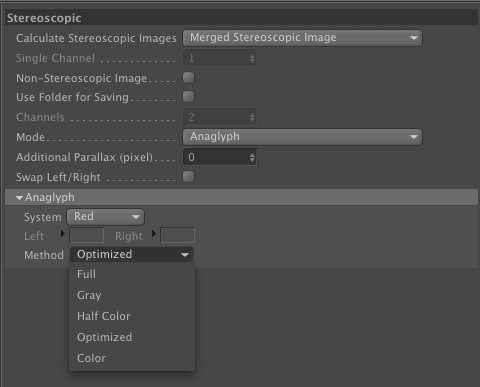 Stereoscopic
Calculate Stereoscopic Images Merged Stereoscopic Image
Single Channel . . . . . . . . . . . . . 1
Non-Stereoscopic Image. . . . .
Use Folder for Saving. . . . . . . .
Channels . . . . . . . . . . . . . . . . . 2
Mode. . . . . . . . . . . . . . . . . . . . Anaglyph
Additional Parallax (pixel). . . . 0
Swap Left/Right . . . . . . . . . . . .
Anaglyph
System Red
Left Right
Method Optimized
Full
Gray
Half Color
Optimized
Color